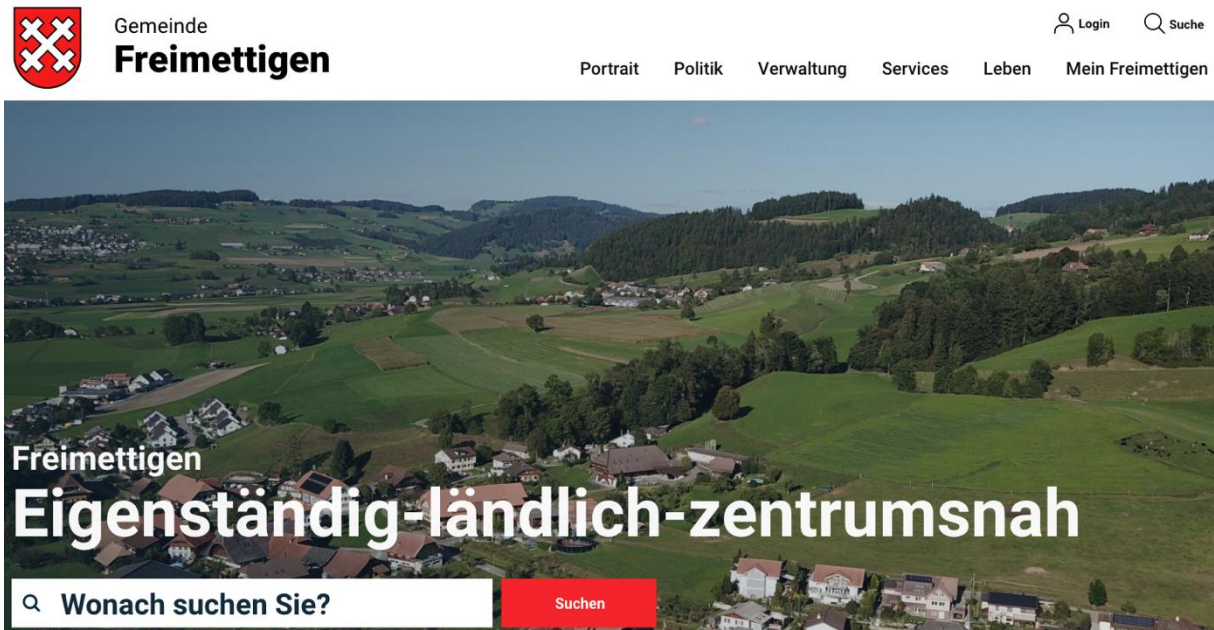 Gemeinde
Freimettigen
Login
Suche
Portrait
Politik
Verwaltung
Services
Leben
Mein Freimettigen
Freimettigen
Eigenständig-ländlich-zentrumsnah
Wonach suchen Sie?
Suchen